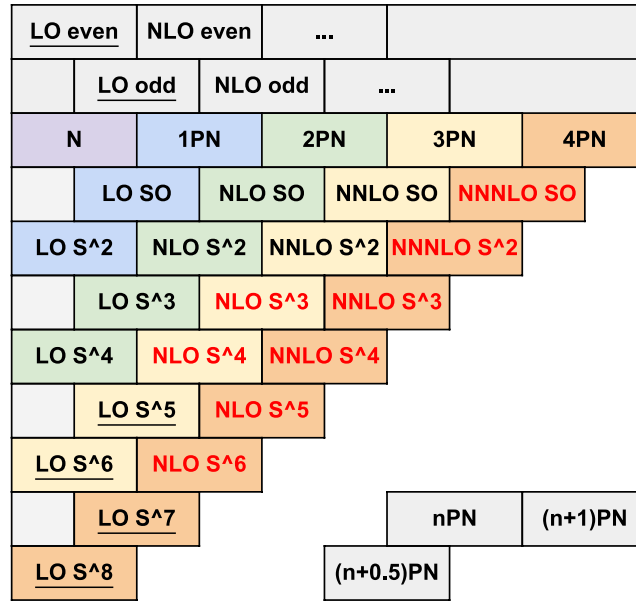 LO even NLO even ...
LO odd NLO odd ...
N 1PN 2PN 3PN 4PN
LO SO NLO SO NNLO SO NNNLO SO
LO S^2 NLO S^2 NNLO S^2 NNNLO S^2
LO S^3 NLO S^3 NNLO S^3
LO S^4 NLO S^4 NNLO S^4
LO S^5 NLO S^5
LO S^6 NLO S^6
LO S^7 nPN (n+1)PN
LO S^8 (n+0.5)PN